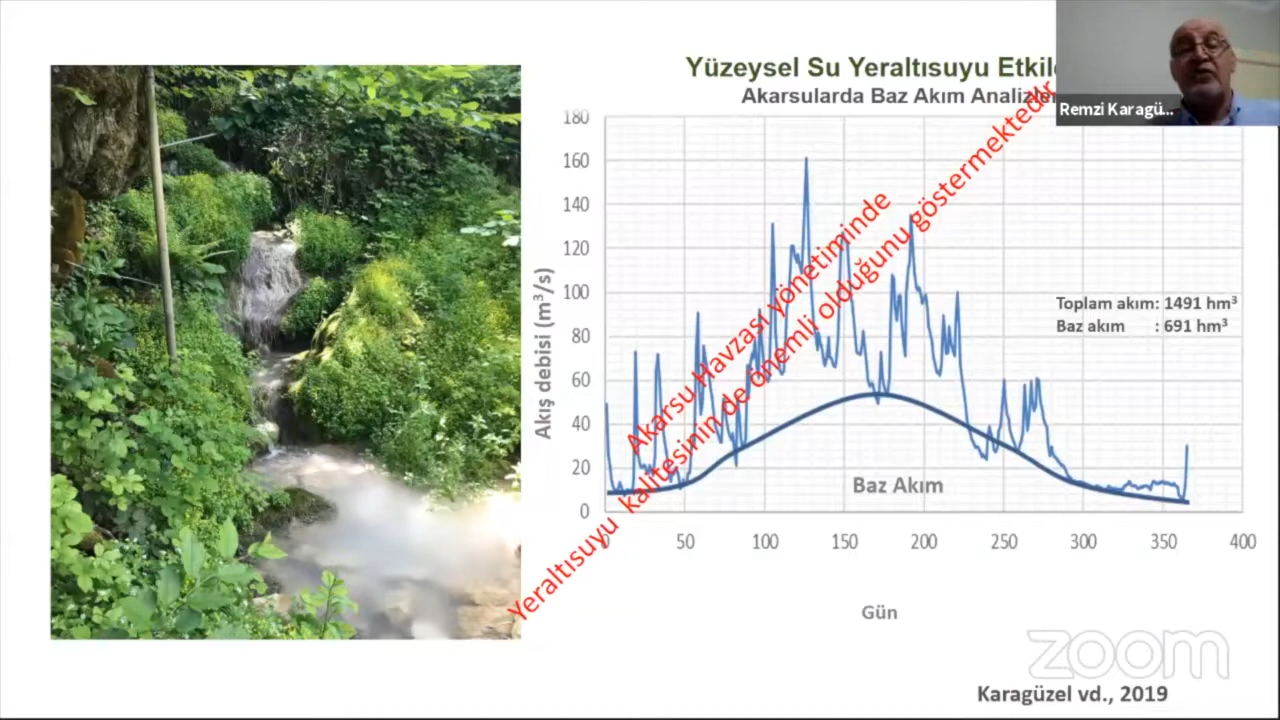 Yüzeysel Su Yeraltısuyu
Akarsularda Baz Akım
Remzi Karagü...
180
160
140
120
100
80
60
40
20
0
Akış debisi (m³/s)
Akarsu Havzası yönetiminde
Yeraltısuyu kalitesinin de önemli olduğunu göstermektedir
Toplam akım: 1491 hm³
Baz akım : 691 hm³
Baz Akım
0 50 100 150 200 250 300 350 400
Gün
zoom
Karagüzel vd., 2019